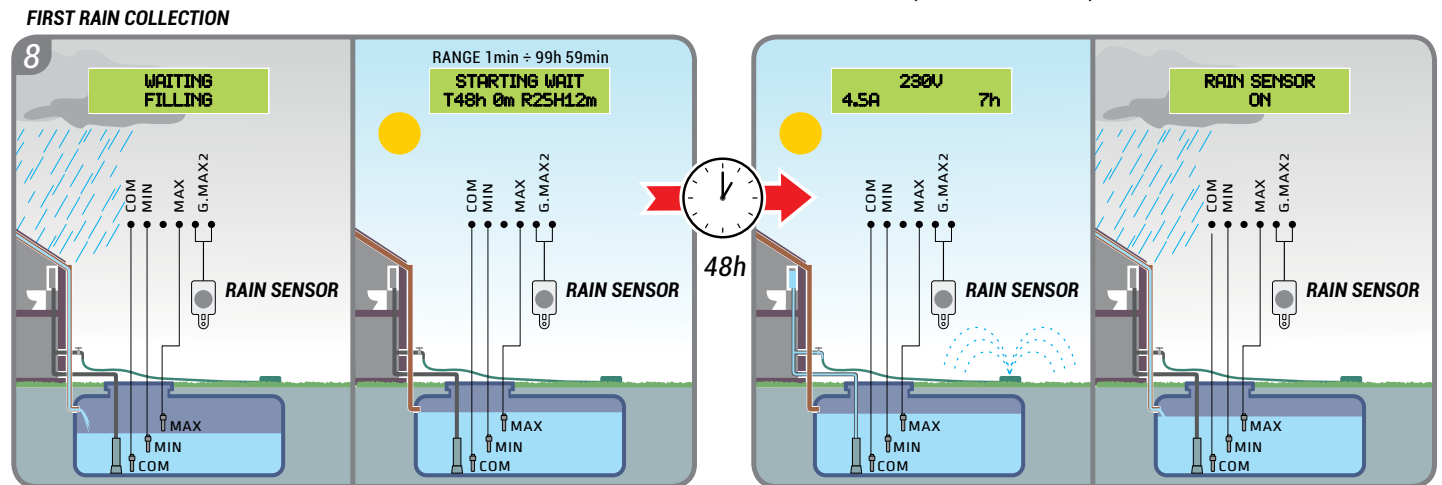 FIRST RAIN COLLECTION
8
WAITING
FILLING
COM
MIN
MAX
G.MAX2
RAIN SENSOR
MAX
MIN
COM
RANGE 1min ÷ 99h 59min
STARTING WAIT
T48h 0m R25H12m
COM
MIN
MAX
G.MAX2
RAIN SENSOR
MAX
MIN
COM
48h
230V
4.5A 7h
COM
MIN
MAX
G.MAX2
RAIN SENSOR
MAX
MIN
COM
RAIN SENSOR
ON
COM
MIN
MAX
G.MAX2
RAIN SENSOR
MAX
MIN
COM